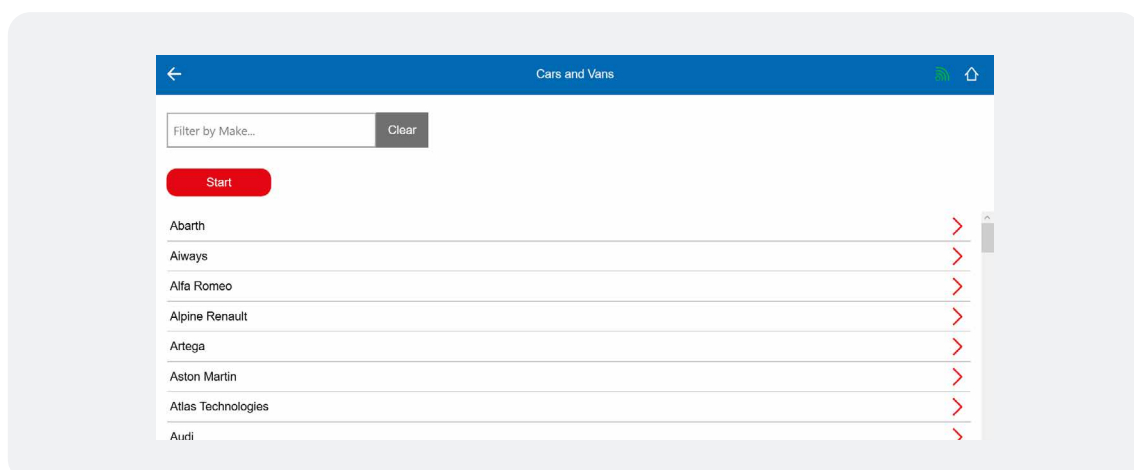 Cars and Vans
Filter by Make...
Clear
Start
Abarth
Aiways
Alfa Romeo
Alpine Renault
Artega
Aston Martin
Atlas Technologies
Audi